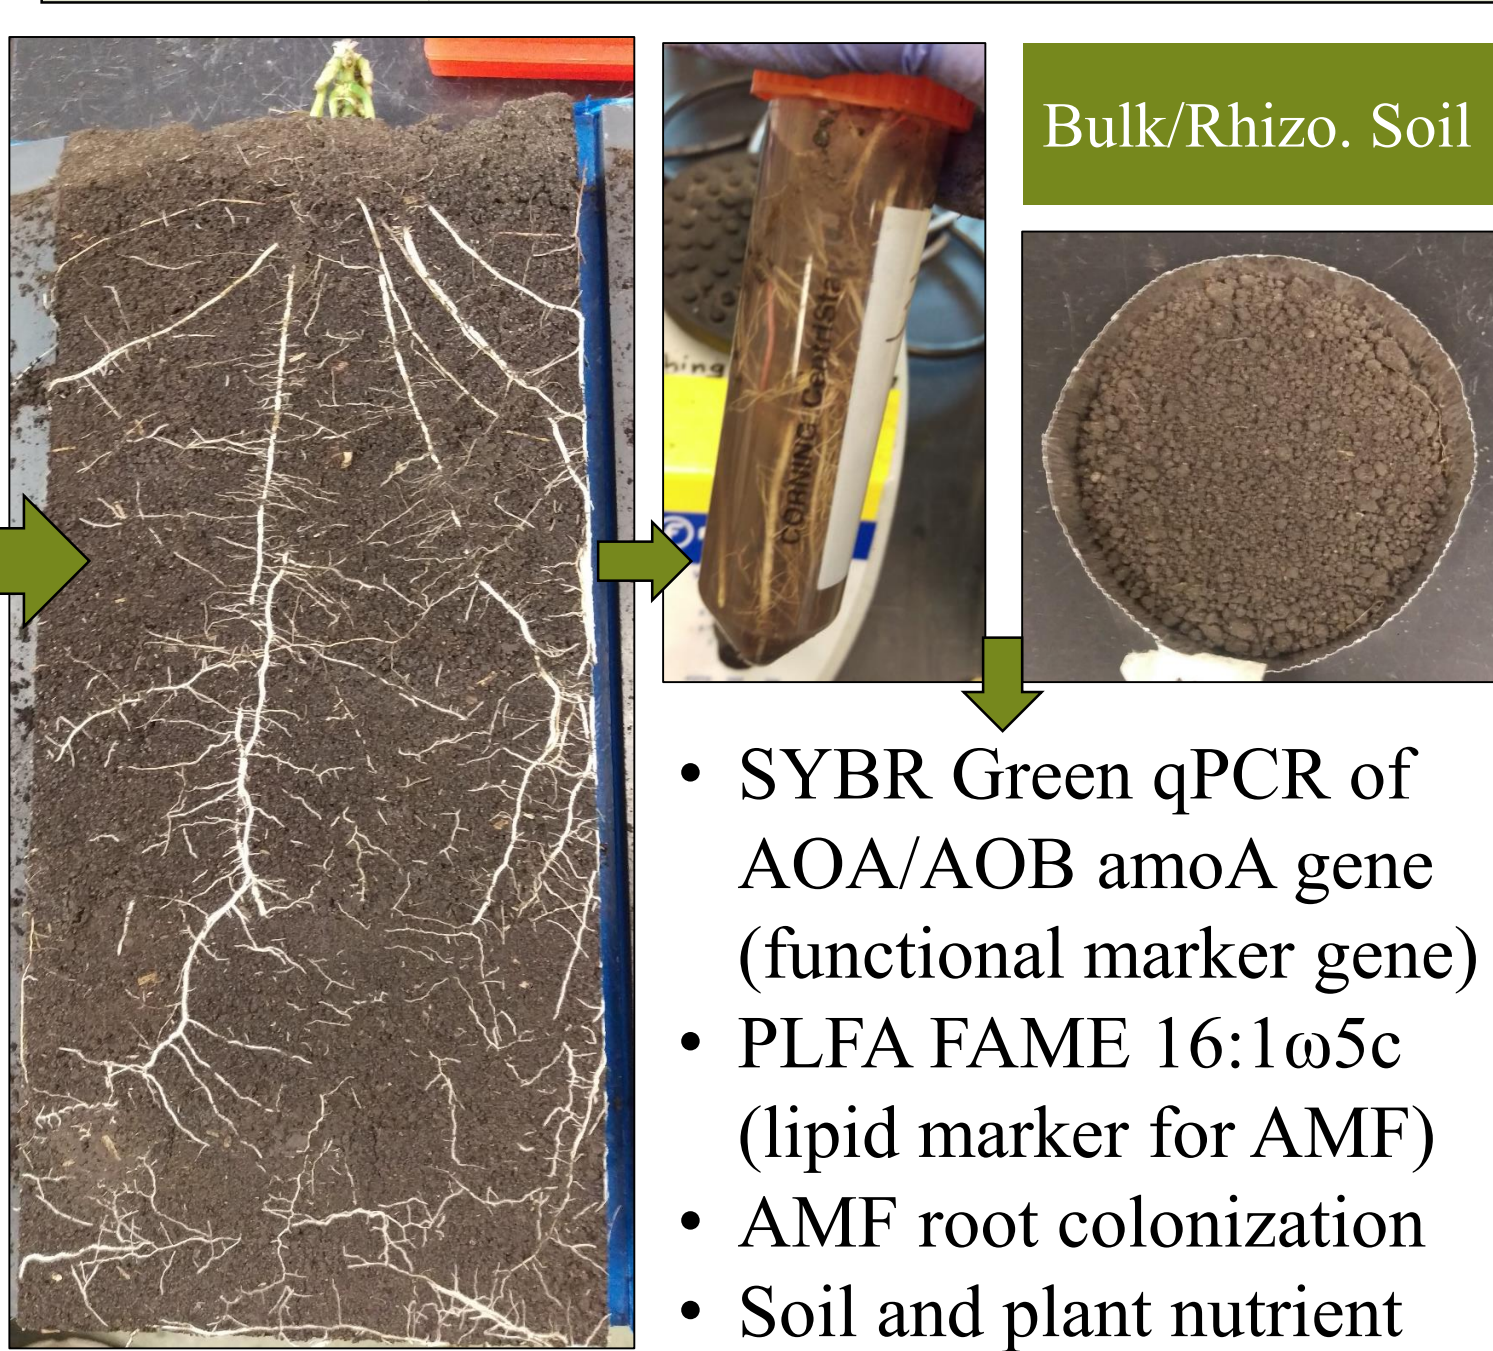 Bulk/Rhizo. Soil
CORNING CentriStar
hing
• SYBR Green qPCR of
AOA/AOB amoA gene
(functional marker gene)
• PLFA FAME 16:1ω5c
(lipid marker for AMF)
• AMF root colonization
• Soil and plant nutrient